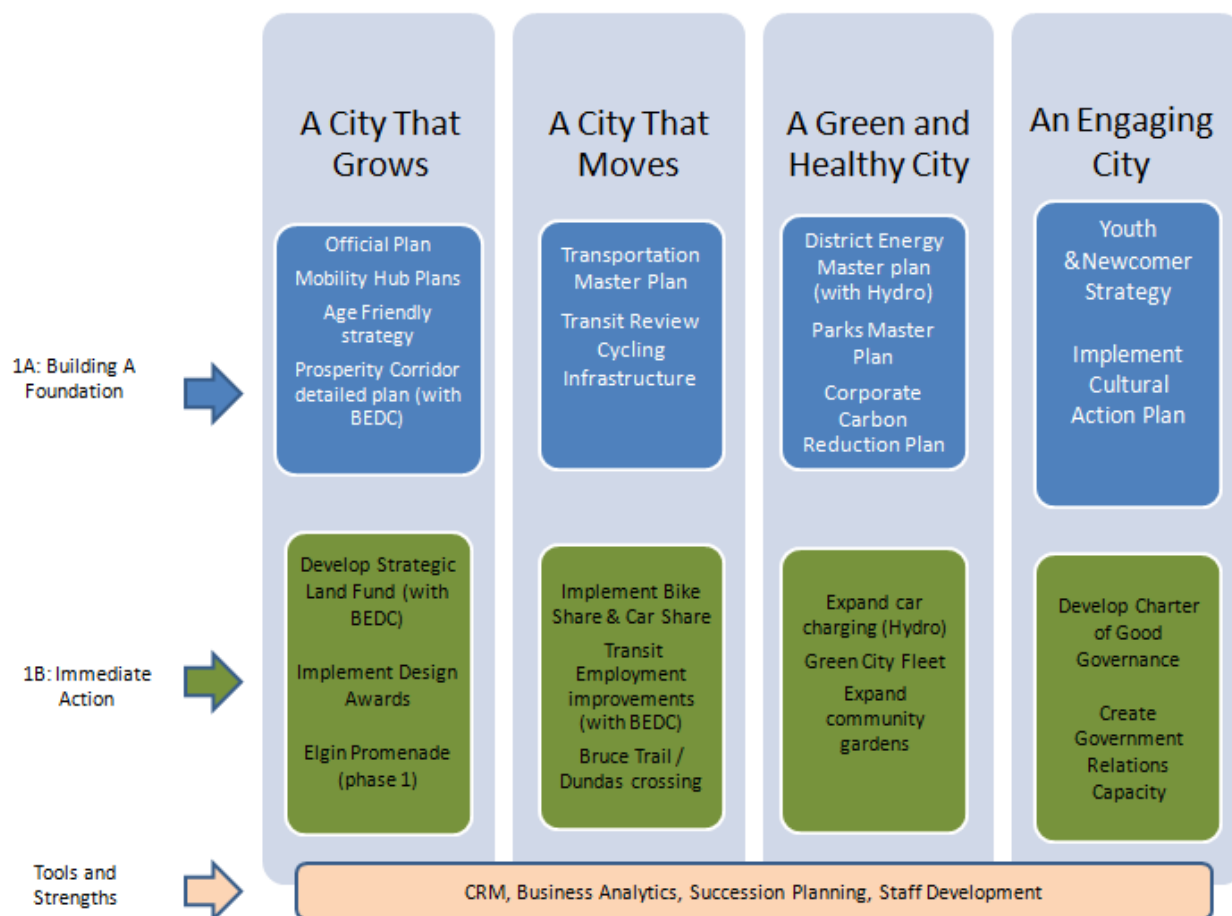 A City That
Grows
A City That
Moves
A Green and
Healthy City
An Engaging
City
1A: Building A
Foundation
Official Plan
Mobility Hub Plans
Age Friendly
strategy
Prosperity Corridor
detailed plan (with
BEDC)
Transportation
Master Plan
Transit Review
Cycling
Infrastructure
District Energy
Master plan
(with Hydro)
Parks Master
Plan
Corporate
Carbon
Reduction Plan
Youth
&Newcomer
Strategy
Implement
Cultural
Action Plan
1B: Immediate
Action
Develop Strategic
Land Fund (with
BEDC)
Implement Design
Awards
Elgin Promenade
(phase 1)
Implement Bike
Share & Car Share
Transit
Employment
improvements
(with BEDC)
Bruce Trail /
Dundas crossing
Expand car
charging (Hydro)
Green City Fleet
Expand
community
gardens
Develop Charter
of Good
Governance
Create
Government
Relations
Capacity
Tools and
Strengths
CRM, Business Analytics, Succession Planning, Staff Development